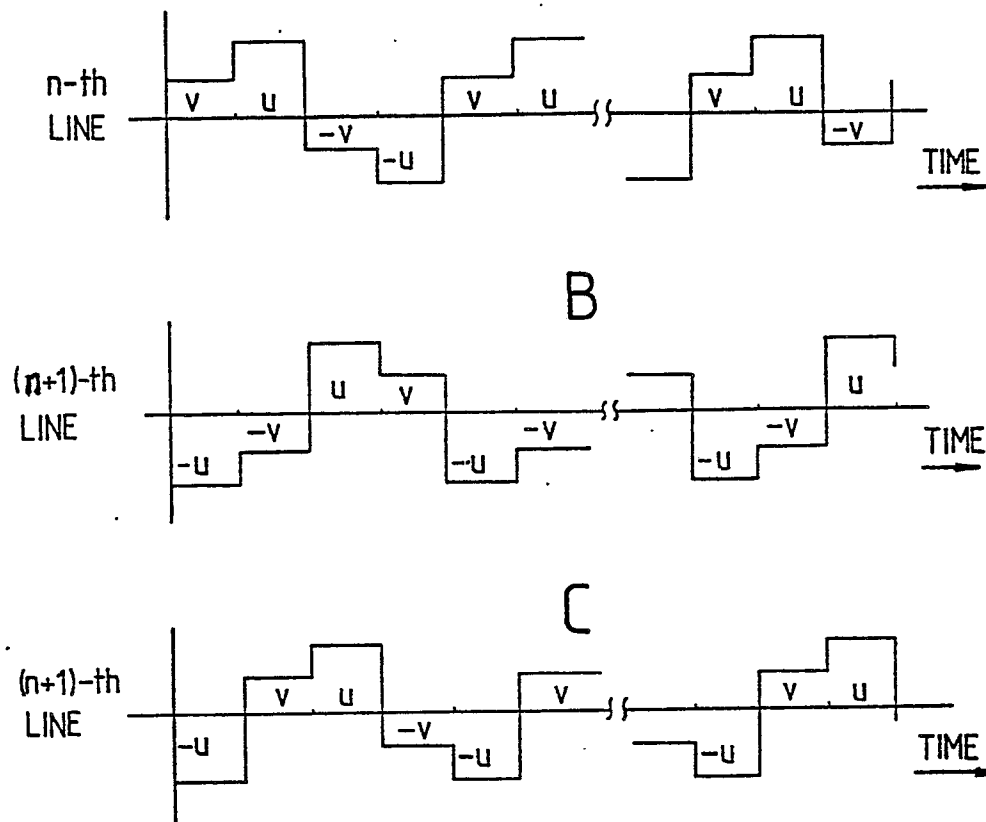 n-th
LINE
v u -v -u v u v u -v
TIME
B
(n+1)-th
LINE
-u -v u v -u -v -u -v u
TIME
C
(n+1)-th
LINE
-u v u -v -u v -u v u
TIME